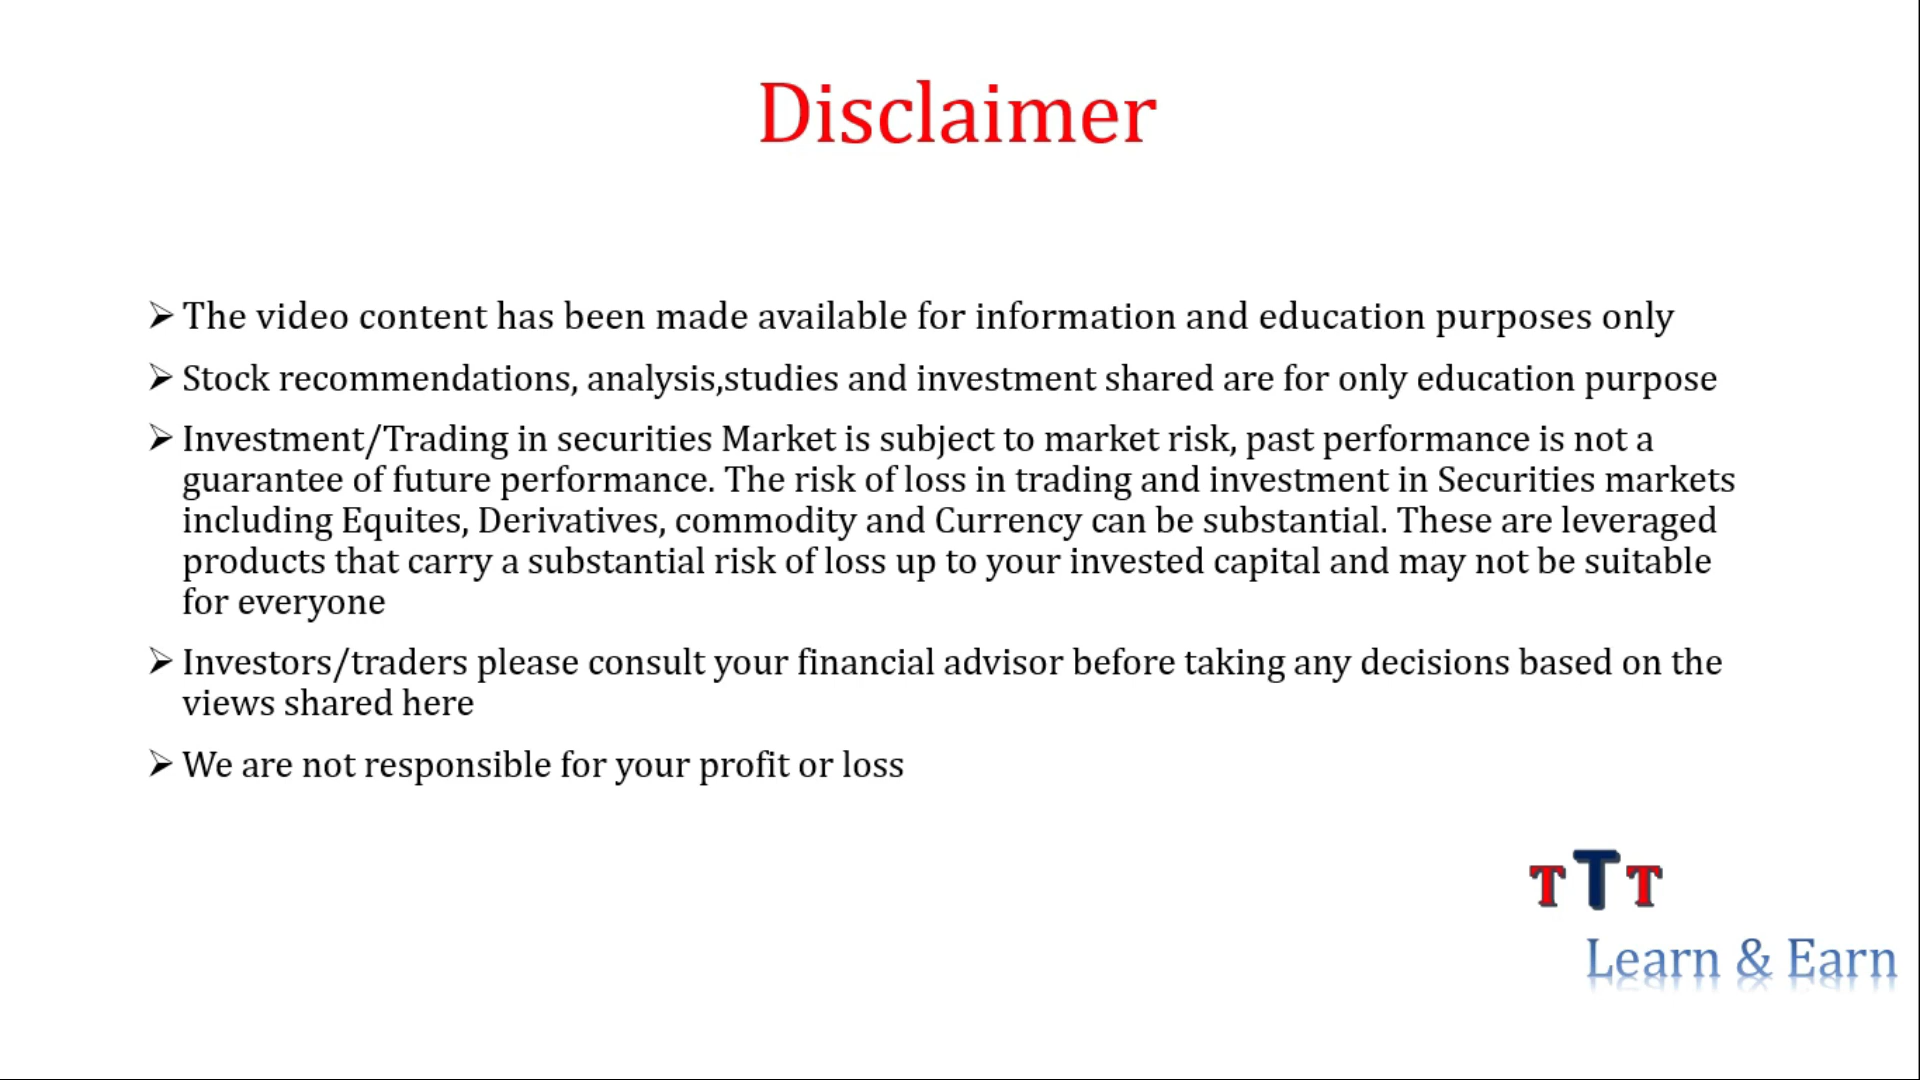 Disclaimer
➢ The video content has been made available for information and education purposes only
➢ Stock recommendations, analysis,studies and investment shared are for only education purpose
➢ Investment/Trading in securities Market is subject to market risk, past performance is not a
guarantee of future performance. The risk of loss in trading and investment in Securities markets
including Equites, Derivatives, commodity and Currency can be substantial. These are leveraged
products that carry a substantial risk of loss up to your invested capital and may not be suitable
for everyone
➢ Investors/traders please consult your financial advisor before taking any decisions based on the
views shared here
➢ We are not responsible for your profit or loss
TTT
Learn & Earn